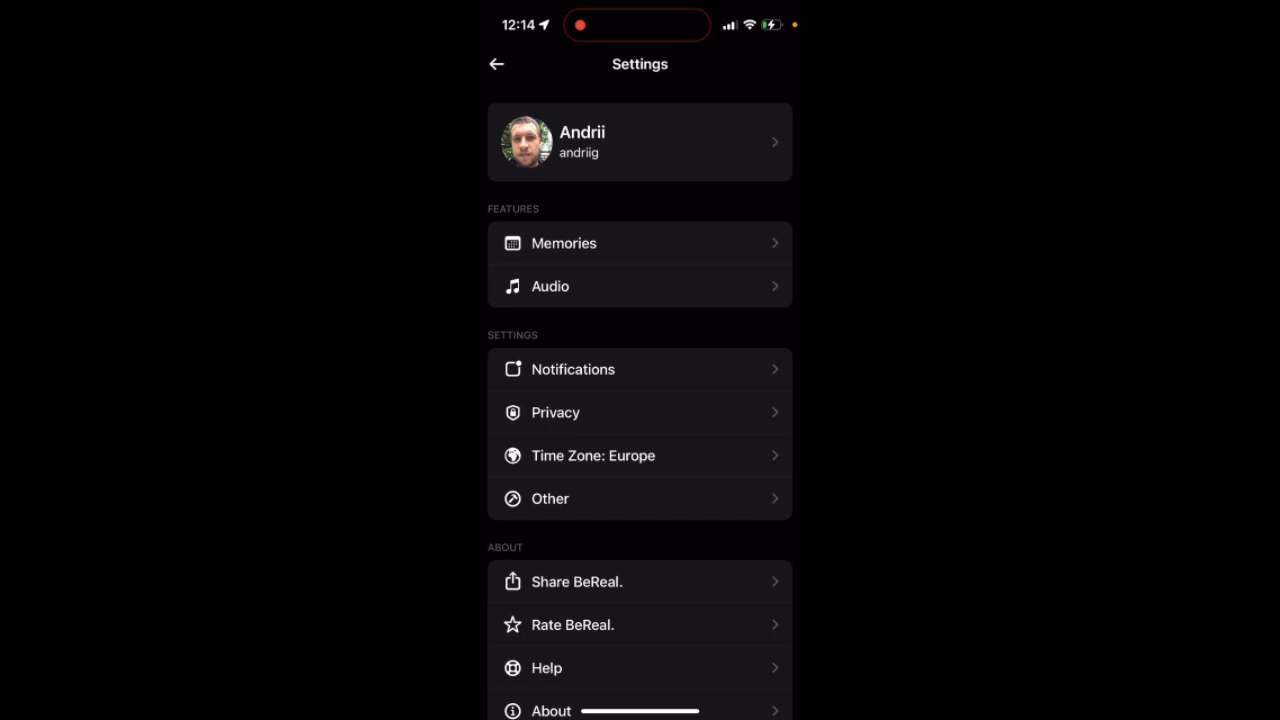 12:14
Settings
Andrii
andriig
FEATURES
Memories
Audio
SETTINGS
Notifications
Privacy
Time Zone: Europe
Other
ABOUT
Share BeReal.
Rate BeReal.
Help
About